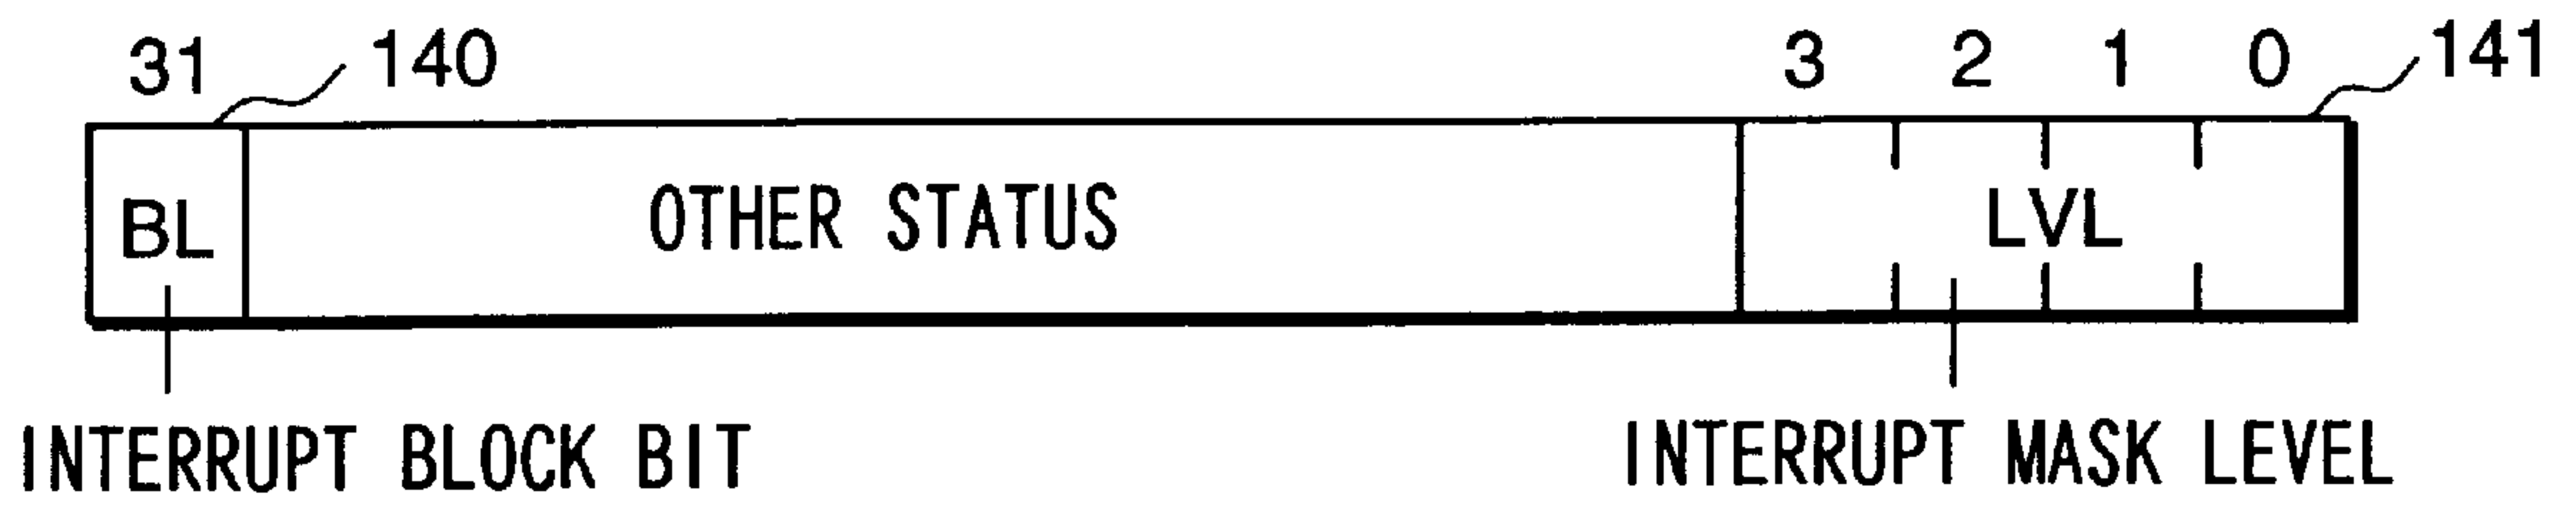 31 140 3 2 1 0 141
BL OTHER STATUS LVL
INTERRUPT BLOCK BIT INTERRUPT MASK LEVEL